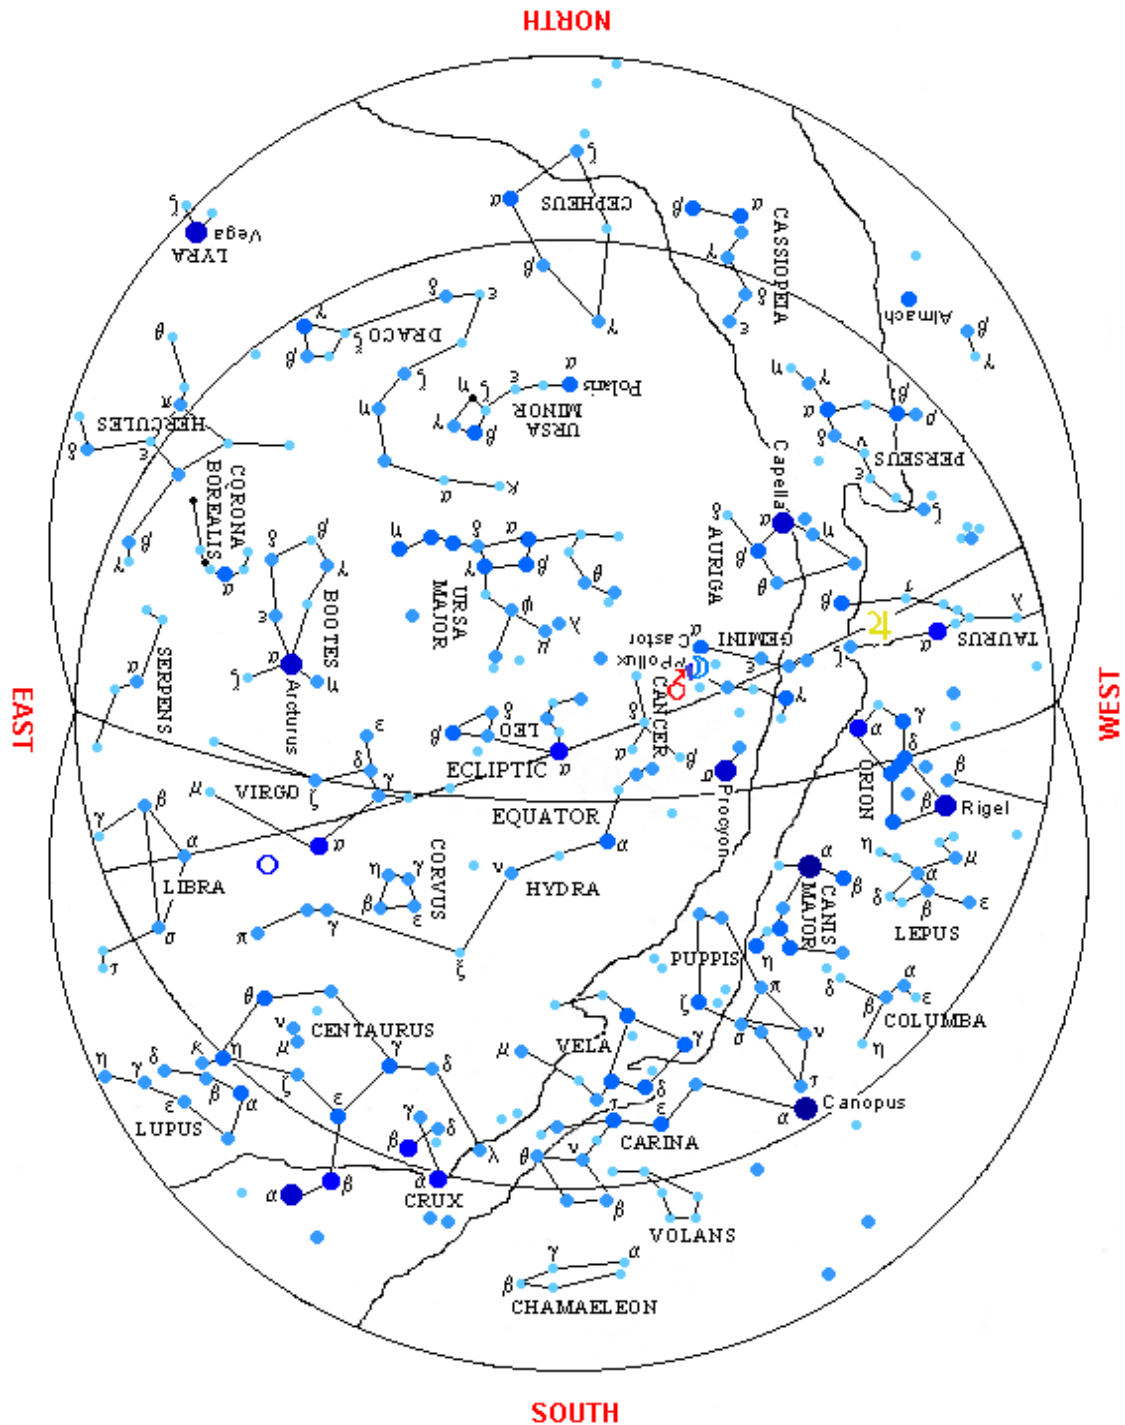 NORTH
ζ
α
CEPHEUS
β
γ
β
α
CASSIOPEIA
γ
δ
ε
ζ
Vega
LYRA
Almach
β
γ
δ
ε
γ
DRACO
β
ξ
ζ
η
α
κ
α
Polaris
ε
ζ
η
URSA
MINOR
γ
β
θ
π
HERCULES
δ
ε
β
γ
CORONA
BOREALIS
α
η
γ
α
β
ρ
δ
ν
PERSEUS
ε
ζ
Capella
α
η
δ
β
AURIGA
θ
δ
β
γ
ε
BOOTES
α
ζ
η
Arcturus
η
δ
α
β
URSA
MAJOR
θ
ψ
λ
μ
β
τ
λ
TAURUS
ζ
α
α
Castor
GEMINI
Pollux
ε
γ
SERPENS
α
EAST
WEST
CANCER
δ
α
β
δ
LEO
β
α
ECLIPTIC
ε
δ
γ
VIRGO
ζ
μ
α
EQUATOR
α
Procyon
α
γ
δ
ORION
β
Rigel
β
γ
β
α
LIBRA
σ
τ
CORVUS
η
γ
β
ε
ν
HYDRA
α
π
γ
ξ
α
β
CANIS
MAJOR
η
μ
α
δ
β
ε
LEPUS
PUPPIS
ζ
π
σ
ν
τ
α
δ
β
ε
COLUMBA
η
θ
ν
CENTAURUS
μ
κ
η
γ
δ
ζ
ε
λ
β
α
η
γ
δ
β
α
ε
LUPUS
γ
δ
β
α
CRUX
VELA
μ
γ
δ
ι
ε
CARINA
ν
θ
β
α
Canopus
VOLANS
γ
α
β
CHAMAELEON
SOUTH